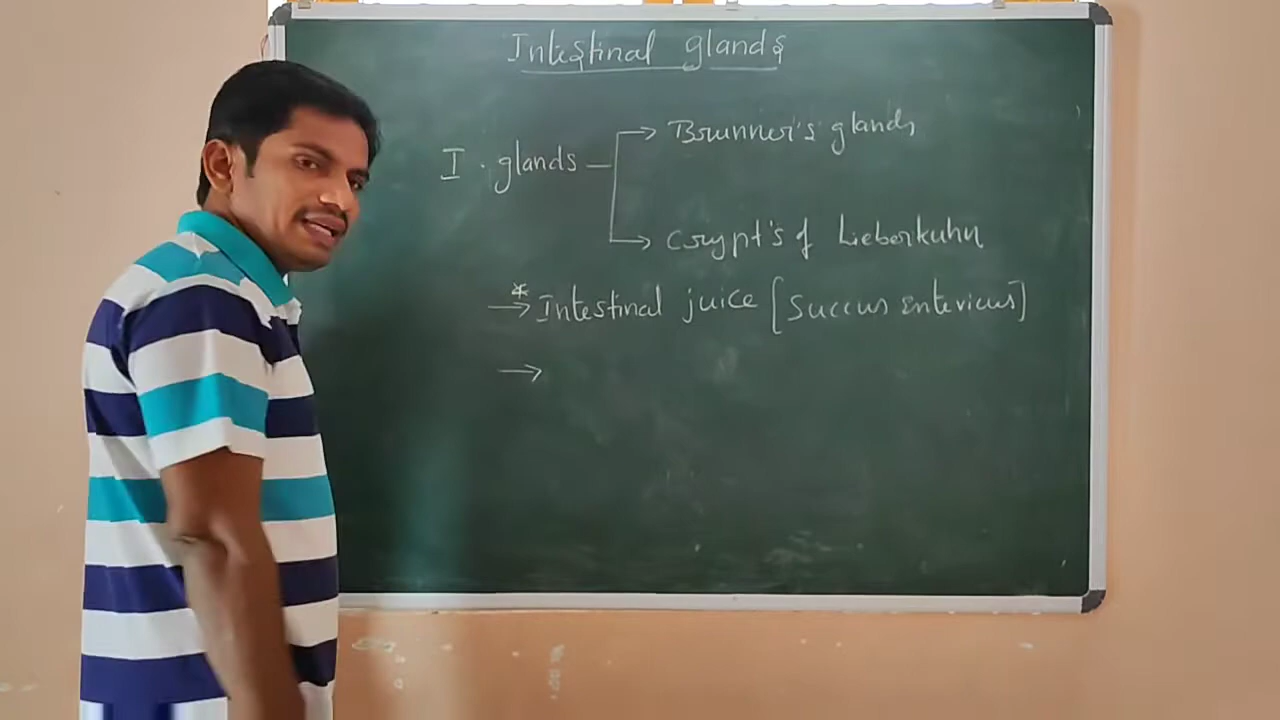 Intestinal glands
I. glands → Brunner's glands
→ Crypt's of Lieberkuhn
→ * Intestinal juice [Succus entericus]
→